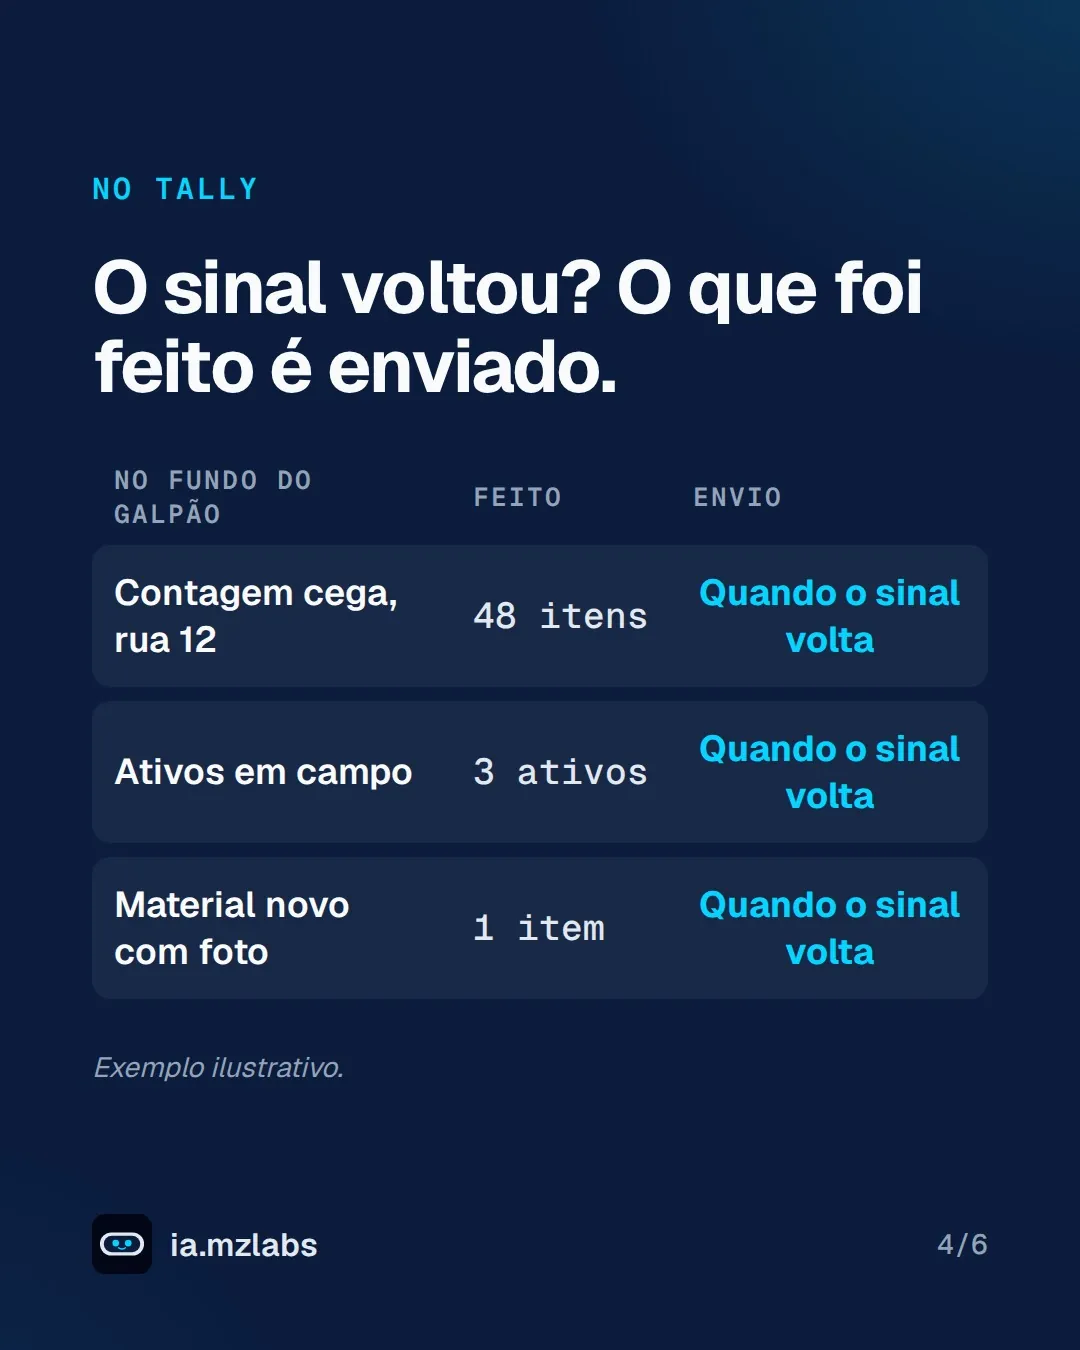 NO TALLY
O sinal voltou? O que foi
feito é enviado.
NO FUNDO DO
GALPÃO
FEITO
ENVIO
Contagem cega,
rua 12
48 itens
Quando o sinal
volta
Ativos em campo
3 ativos
Quando o sinal
volta
Material novo
com foto
1 item
Quando o sinal
volta
Exemplo ilustrativo.
ia.mzlabs
4/6